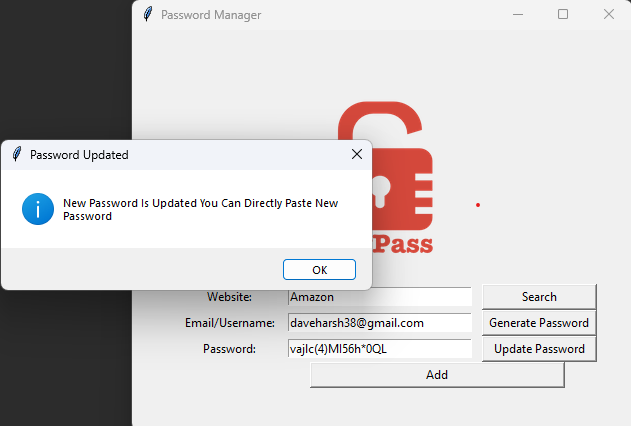 Password Manager
Password Updated
New Password Is Updated You Can Directly Paste New
Password
OK
Pass
Website:
Amazon
Search
Email/Username:
daveharsh38@gmail.com
Generate Password
Password:
vajIc(4)MI56h*0QL
Update Password
Add